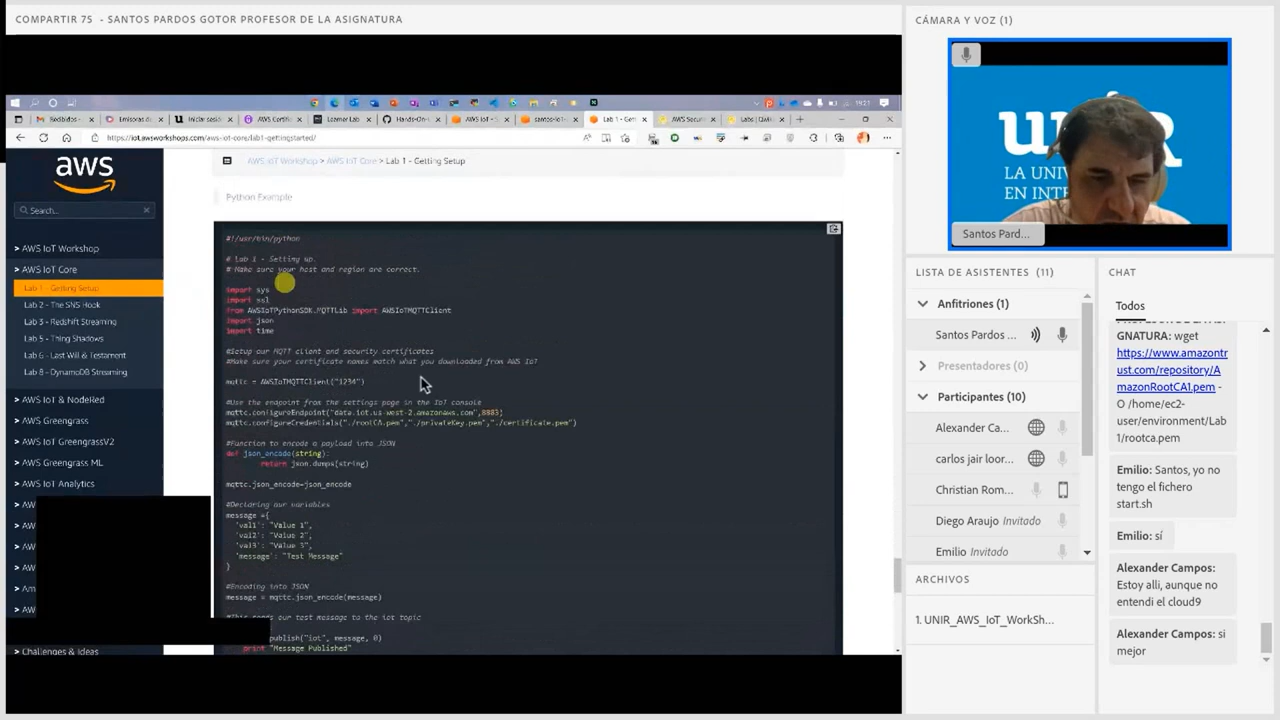 COMPARTIR 75 - SANTOS PARDOS GOTOR PROFESOR DE LA ASIGNATURA
Lab 1 - Gett
https://iot.awsworkshops.com/aws-iot-core/lab1-gettingstarted/
aws
Search...
> AWS IoT Workshop
> AWS IoT Core
Lab 1 - Getting Setup
Lab 2 - The SNS Hook
Lab 3 - Redshift Streaming
Lab 5 - Thing Shadows
Lab 6 - Last Will & Testament
Lab 8 - DynamoDB Streaming
> AWS IoT & NodeRed
> AWS Greengrass
> AWS IoT GreengrassV2
> AWS Greengrass ML
> AWS IoT Analytics
> Challenges & Ideas
AWS IoT Workshop > AWS IoT Core > Lab 1 - Getting Setup
Python Example
#!/usr/bin/python
# Lab 1 - Setting up.
# Make sure your host and region are correct.
import sys
import ssl
from AWSIoTPythonSDK.MQTTLib import AWSIoTMQTTClient
import json
import time
#Setup our MQTT client and security certificates
#Make sure your certificate names match what you downloaded from AWS IoT
mqttc = AWSIoTMQTTClient("1234")
#Use the endpoint from the settings page in the IoT console
mqttc.configureEndpoint("data.iot.us-west-2.amazonaws.com",8883)
mqttc.configureCredentials("./rootCA.pem","./privateKey.pem","./certificate.pem")
#Function to encode a payload into JSON
def json_encode(string):
return json.dumps(string)
mqttc.json_encode=json_encode
#Declaring our variables
message ={
'val1': "Value 1",
'val2': "Value 2",
'val3': "Value 3",
'message': "Test Message"
}
#Encoding into JSON
message = mqttc.json_encode(message)
#This sends our test message to the iot topic
publish("iot", message, 0)
print "Message Published"
CÁMARA Y VOZ (1)
LA UNIV
EN INTE
Santos Pard...
LISTA DE ASISTENTES (11)
Anfitriones (1)
Santos Pardos ...
Presentadores (0)
Participantes (10)
Alexander Ca...
carlos jair loor...
Christian Rom...
Diego Araujo Invitado
Emilio Invitado
ARCHIVOS
1. UNIR_AWS_IoT_WorkSh...
CHAT
Todos
GNATURA: wget
https://www.amazontr
ust.com/repository/A
mazonRootCA1.pem -
O /home/ec2-
user/environment/Lab
1/rootca.pem
Emilio: Santos, yo no
tengo el fichero
start.sh
Emilio: sí
Alexander Campos:
Estoy alli, aunque no
entendi el cloud9
Alexander Campos: si
mejor